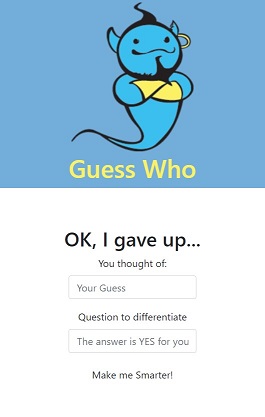 Guess Who
OK, I gave up...
You thought of:
Your Guess
Question to differentiate
The answer is YES for you
Make me Smarter!